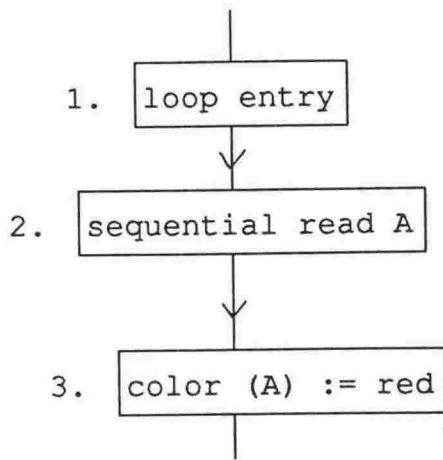 1. loop entry
2. sequential read A
3. color (A) := red